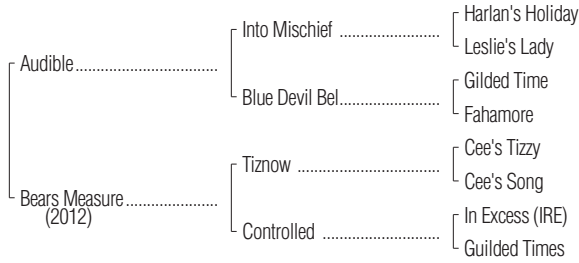 Harlan's Holiday
Into Mischief ....................
Leslie's Lady
Audible............................
Gilded Time
Blue Devil Bel....................
Fahamore
Cee's Tizzy
Tiznow ............................
Cee's Song
Bears Measure..................
(2012)
In Excess (IRE)
Controlled .......................
Guilded Times